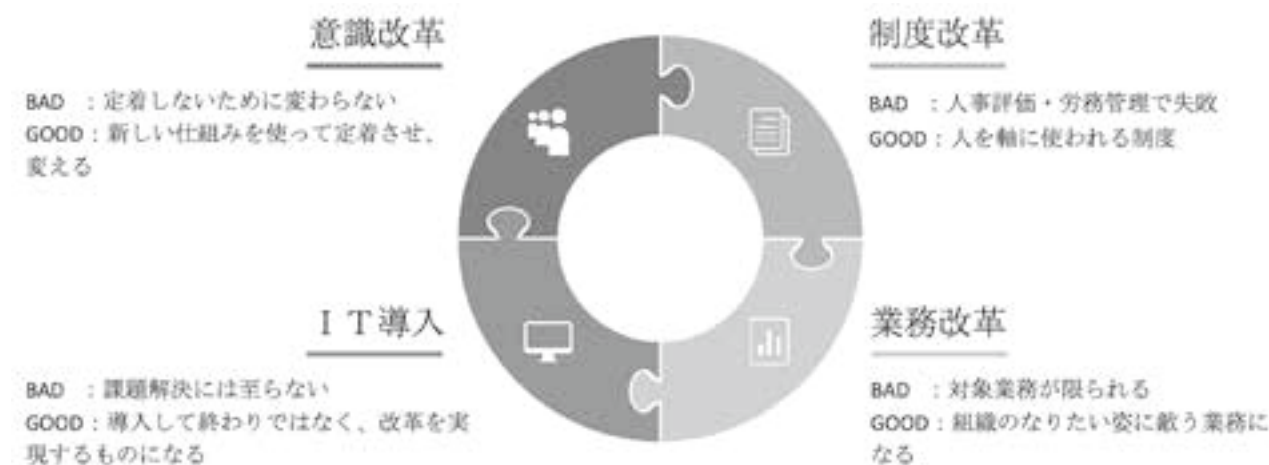 意識改革
BAD ：定着しないために変わらない
GOOD：新しい仕組みを使って定着させ、
変える
制度改革
BAD ：人事評価・労務管理で失敗
GOOD：人を軸に使われる制度
ＩＴ導入
BAD ：課題解決には至らない
GOOD：導入して終わりではなく、改革を実
現するものになる
業務改革
BAD ：対象業務が限られる
GOOD：組織のなりたい姿に敵う業務に
なる